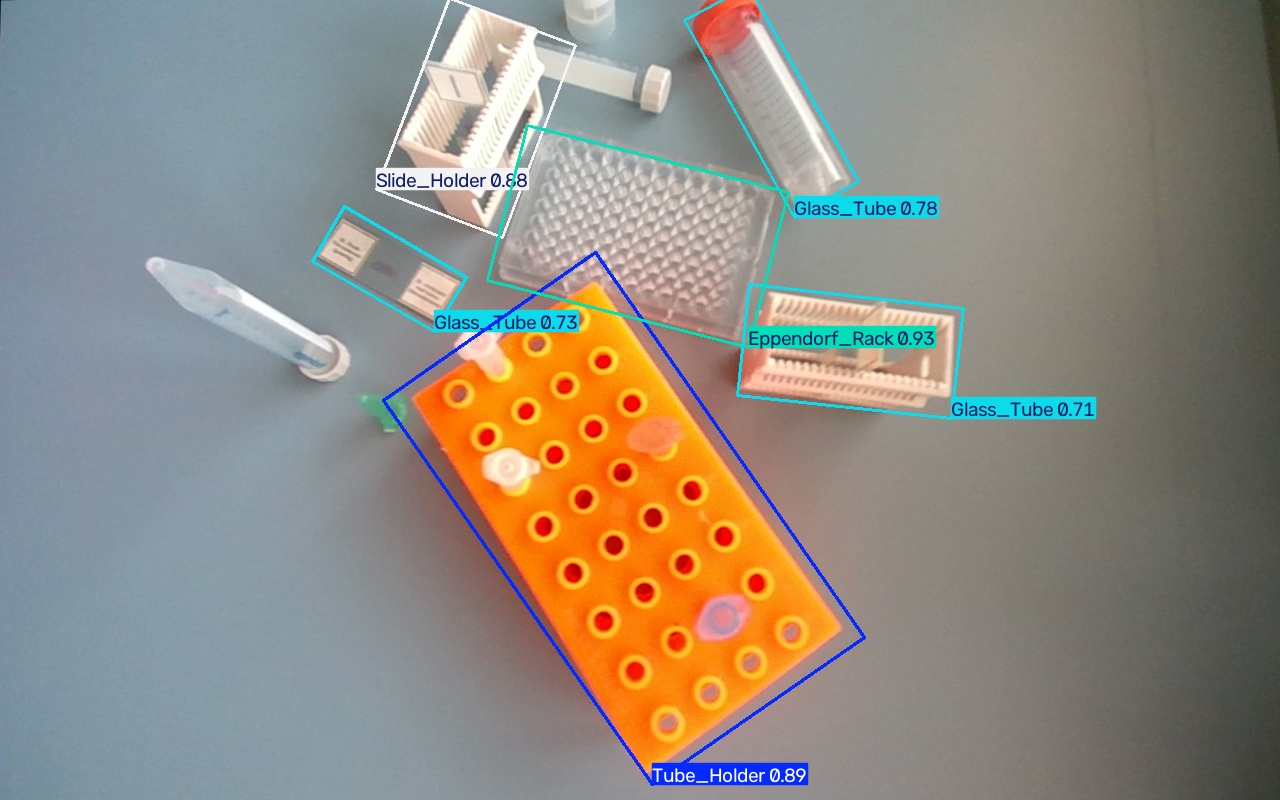 Slide_Holder 0.88
Glass_Tube 0.78
Glass_Tube 0.73
Eppendorf_Rack 0.93
Glass_Tube 0.71
Tube_Holder 0.89